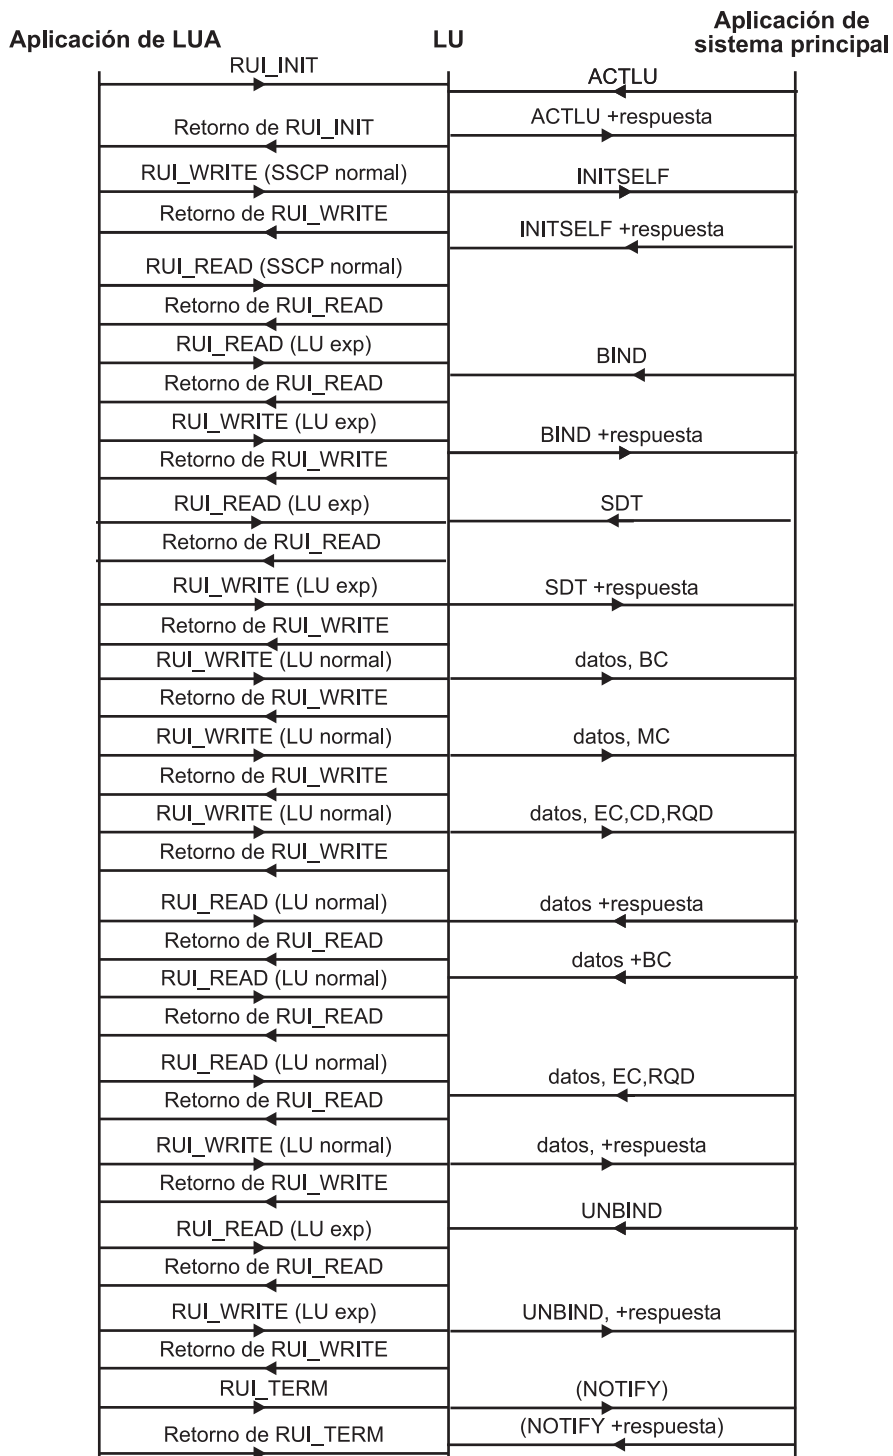 Aplicación de LUA
LU
Aplicación de
sistema principal
RUI_INIT
ACTLU
ACTLU +respuesta
Retorno de RUI_INIT
RUI_WRITE (SSCP normal)
INITSELF
Retorno de RUI_WRITE
INITSELF +respuesta
RUI_READ (SSCP normal)
Retorno de RUI_READ
RUI_READ (LU exp)
BIND
Retorno de RUI_READ
RUI_WRITE (LU exp)
BIND +respuesta
Retorno de RUI_WRITE
RUI_READ (LU exp)
SDT
Retorno de RUI_READ
RUI_WRITE (LU exp)
SDT +respuesta
Retorno de RUI_WRITE
RUI_WRITE (LU normal)
datos, BC
Retorno de RUI_WRITE
RUI_WRITE (LU normal)
datos, MC
Retorno de RUI_WRITE
RUI_WRITE (LU normal)
datos, EC,CD,RQD
Retorno de RUI_WRITE
RUI_READ (LU normal)
datos +respuesta
Retorno de RUI_READ
datos +BC
RUI_READ (LU normal)
Retorno de RUI_READ
RUI_READ (LU normal)
datos, EC,RQD
Retorno de RUI_READ
RUI_WRITE (LU normal)
datos, +respuesta
Retorno de RUI_WRITE
UNBIND
RUI_READ (LU exp)
Retorno de RUI_READ
RUI_WRITE (LU exp)
UNBIND, +respuesta
Retorno de RUI_WRITE
RUI_TERM
(NOTIFY)
(NOTIFY +respuesta)
Retorno de RUI_TERM